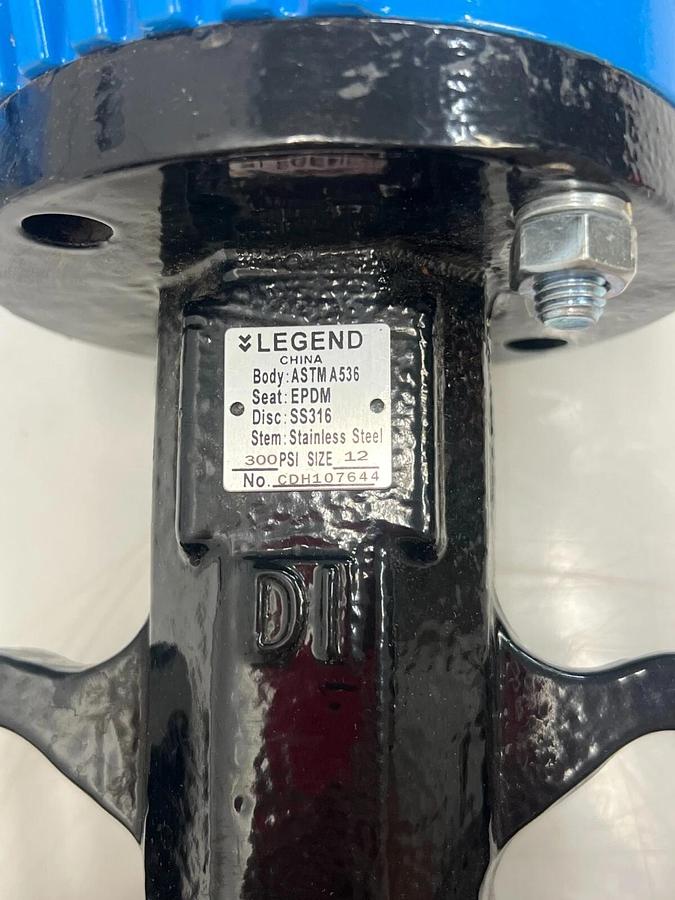 LEGEND
CHINA
Body: ASTM A536
Seat: EPDM
Disc: SS316
Stem: Stainless Steel
300 PSI SIZE 12
No. CDH107644
DI